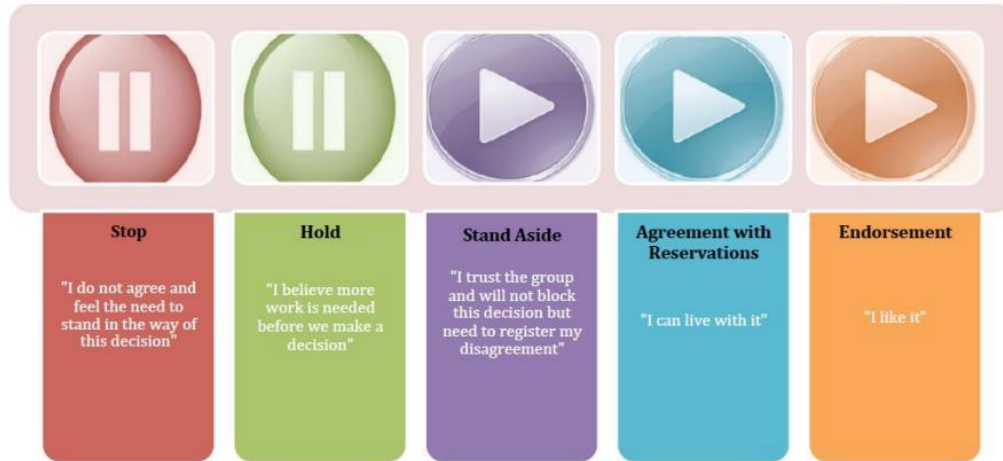 Stop
"I do not agree and
feel the need to
stand in the way of
this decision"
Hold
"I believe more
work is needed
before we make a
decision"
Stand Aside
"I trust the group
and will not block
this decision but
need to register my
disagreement"
Agreement with
Reservations
"I can live with it"
Endorsement
"I like it"